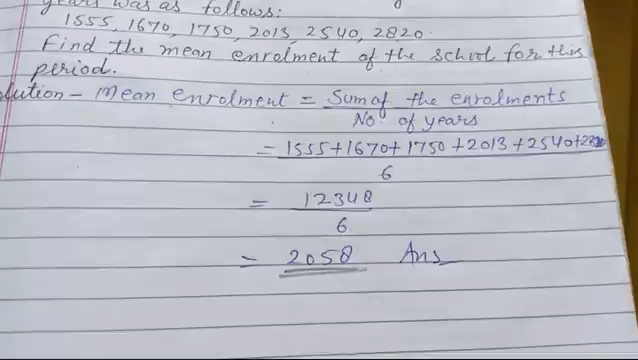 years was as follows:
1555, 1670, 1750, 2013, 2540, 2820.
Find the mean enrolment of the school for this
period.
lution - Mean enrolment = Sum of the enrolments
No. of years
= 1555+1670+1750+2013+2540+2820
6
= 12348
6
= 2058 Ans